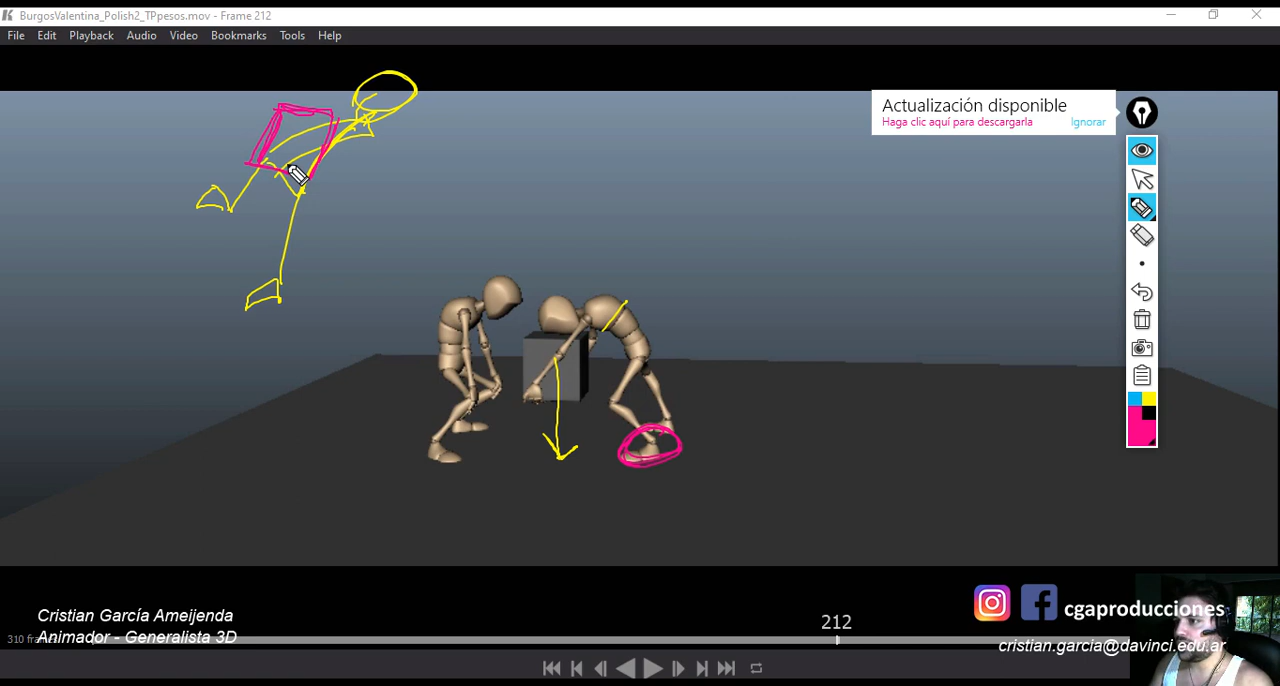 BurgosValentina_Polish2_TPpesos.mov - Frame 212
File Edit Playback Audio Video Bookmarks Tools Help
Actualización disponible
Haga clic aquí para descargarla Ignorar
Cristian García Ameijenda
Animador - Generalista 3D
310
212
cgaproducciones
cristian.garcia@davinci.edu.ar